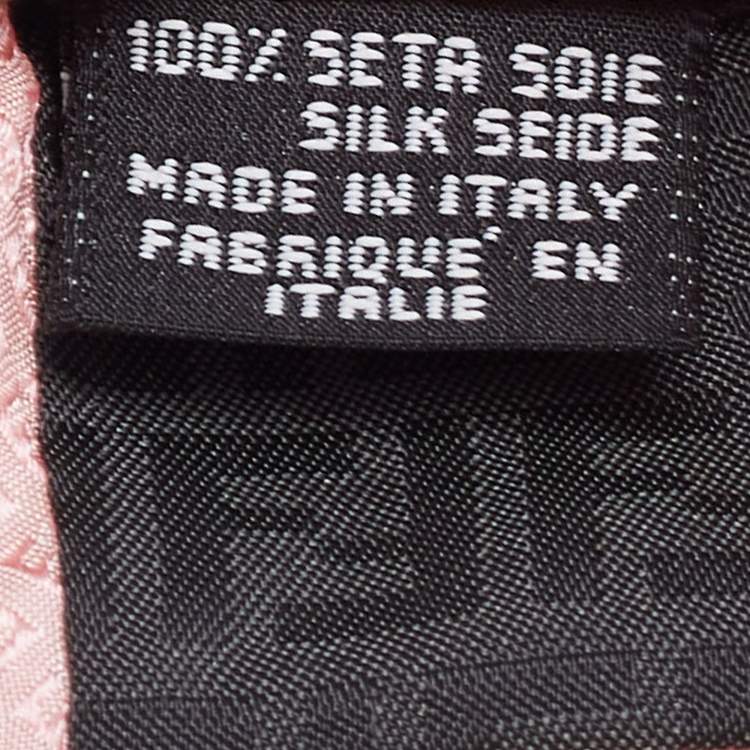 100% SETA SOIE
SILK SEIDE
MADE IN ITALY
FABRIQUE' EN
ITALIE